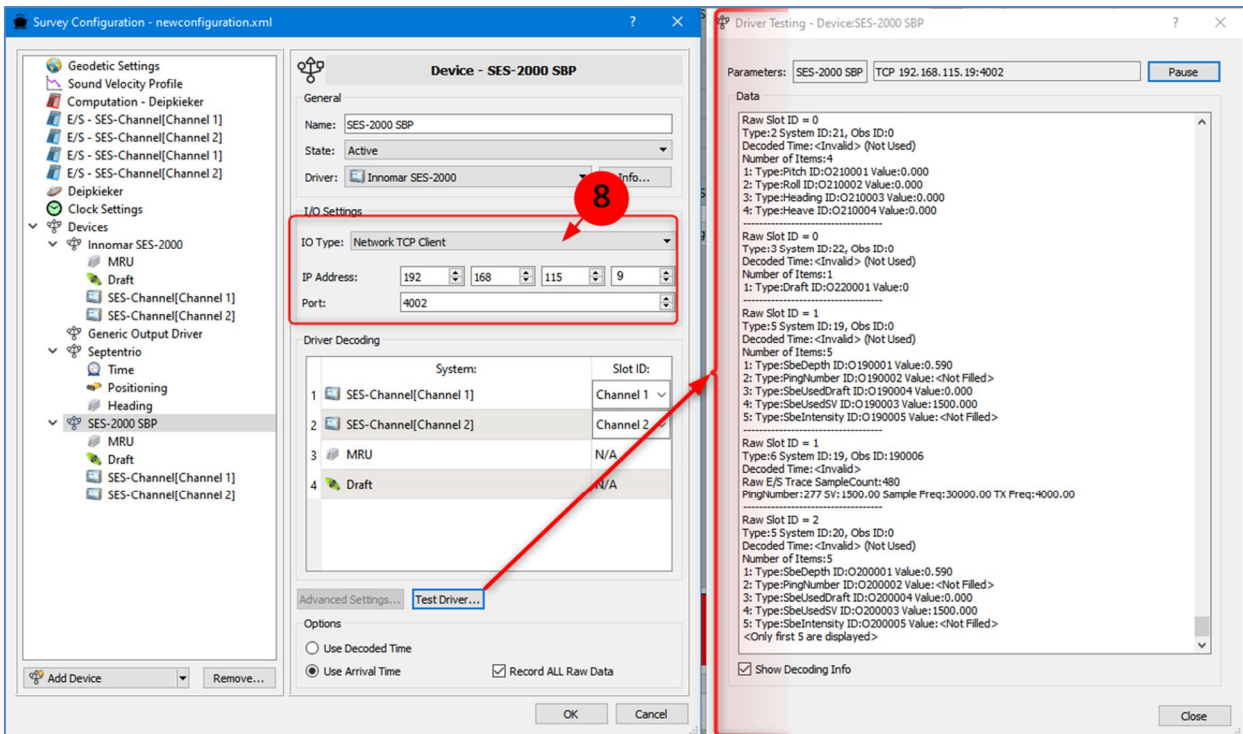 Survey Configuration - newconfiguration.xml
Geodetic Settings
Sound Velocity Profile
Computation - Deipkieker
E/S - SES-Channel[Channel 1]
E/S - SES-Channel[Channel 2]
E/S - SES-Channel[Channel 1]
E/S - SES-Channel[Channel 2]
Deipkieker
Clock Settings
Devices
Innomar SES-2000
MRU
Draft
SES-Channel[Channel 1]
SES-Channel[Channel 2]
Generic Output Driver
Septentrio
Time
Positioning
Heading
SES-2000 SBP
MRU
Draft
SES-Channel[Channel 1]
SES-Channel[Channel 2]
Add Device
Remove...
Device - SES-2000 SBP
General
Name: SES-2000 SBP
State: Active
Driver: Innomar SES-2000 Info...
8
I/O Settings
IO Type: Network TCP Client
IP Address: 192 168 115 9
Port: 4002
Driver Decoding
System: Slot ID:
1 SES-Channel[Channel 1] Channel 1
2 SES-Channel[Channel 2] Channel 2
3 MRU N/A
4 Draft N/A
Advanced Settings... Test Driver...
Options
Use Decoded Time
Use Arrival Time Record ALL Raw Data
OK Cancel
Driver Testing - Device:SES-2000 SBP
Parameters: SES-2000 SBP TCP 192.168.115.19:4002 Pause
Data
Raw Slot ID = 0
Type:2 System ID:21, Obs ID:0
Decoded Time:<Invalid> (Not Used)
Number of Items:4
1: Type:Pitch ID:O210001 Value:0.000
2: Type:Roll ID:O210002 Value:0.000
3: Type:Heading ID:O210003 Value:0.000
4: Type:Heave ID:O210004 Value:0.000
-----------------------------------
Raw Slot ID = 0
Type:3 System ID:22, Obs ID:0
Decoded Time:<Invalid> (Not Used)
Number of Items:1
1: Type:Draft ID:O220001 Value:0
-----------------------------------
Raw Slot ID = 1
Type:5 System ID:19, Obs ID:0
Decoded Time:<Invalid> (Not Used)
Number of Items:5
1: Type:SbeDepth ID:O190001 Value:0.590
2: Type:PingNumber ID:O190002 Value:<Not Filled>
3: Type:SbeUsedDraft ID:O190004 Value:0.000
4: Type:SbeUsedSV ID:O190003 Value:1500.000
5: Type:SbeIntensity ID:O190005 Value:<Not Filled>
-----------------------------------
Raw Slot ID = 1
Type:6 System ID:19, Obs ID:190006
Decoded Time:<Invalid>
Raw E/S Trace SampleCount:480
PingNumber:277 SV:1500.00 Sample Freq:30000.00 TX Freq:4000.00
-----------------------------------
Raw Slot ID = 2
Type:5 System ID:20, Obs ID:0
Decoded Time:<Invalid> (Not Used)
Number of Items:5
1: Type:SbeDepth ID:O200001 Value:0.590
2: Type:PingNumber ID:O200002 Value:<Not Filled>
3: Type:SbeUsedDraft ID:O200004 Value:0.000
4: Type:SbeUsedSV ID:O200003 Value:1500.000
5: Type:SbeIntensity ID:O200005 Value:<Not Filled>
<Only first 5 are displayed>
Show Decoding Info
Close